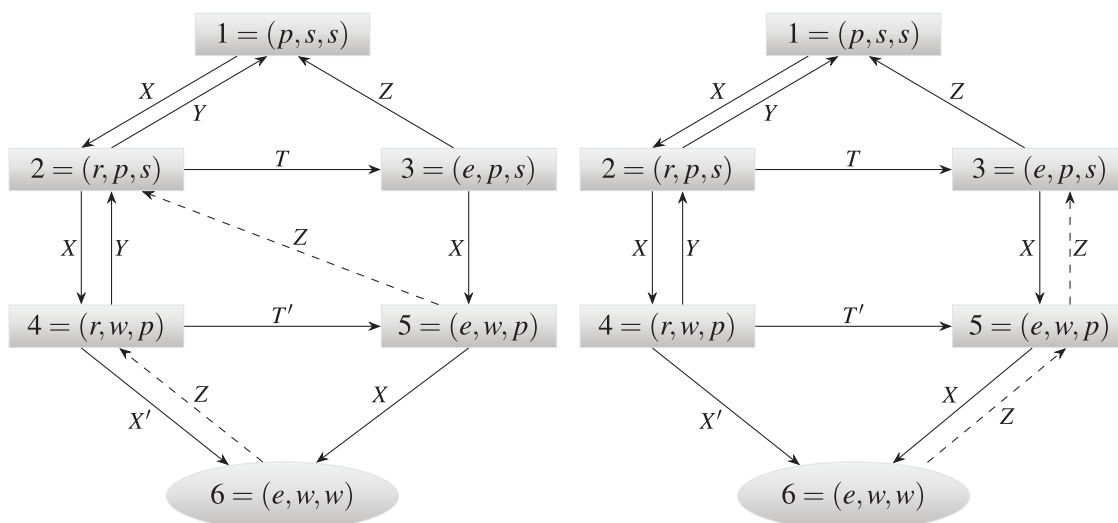 1 = (p, s, s)
X
Y
Z
2 = (r, p, s)
T
3 = (e, p, s)
X
Y
Z
X
4 = (r, w, p)
T′
5 = (e, w, p)
X′
Z
X
6 = (e, w, w)
1 = (p, s, s)
X
Y
Z
2 = (r, p, s)
T
3 = (e, p, s)
X
Y
X
Z
4 = (r, w, p)
T′
5 = (e, w, p)
X′
X
Z
6 = (e, w, w)